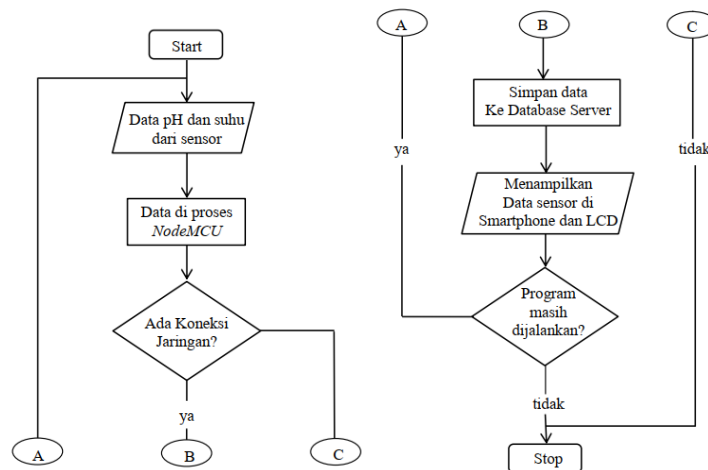 Start
Data pH dan suhu
dari sensor
Data di proses
NodeMCU
Ada Koneksi
Jaringan?
ya
A
B
C
A
B
C
Simpan data
Ke Database Server
ya
tidak
Menampilkan
Data sensor di
Smartphone dan LCD
Program
masih
dijalankan?
tidak
Stop